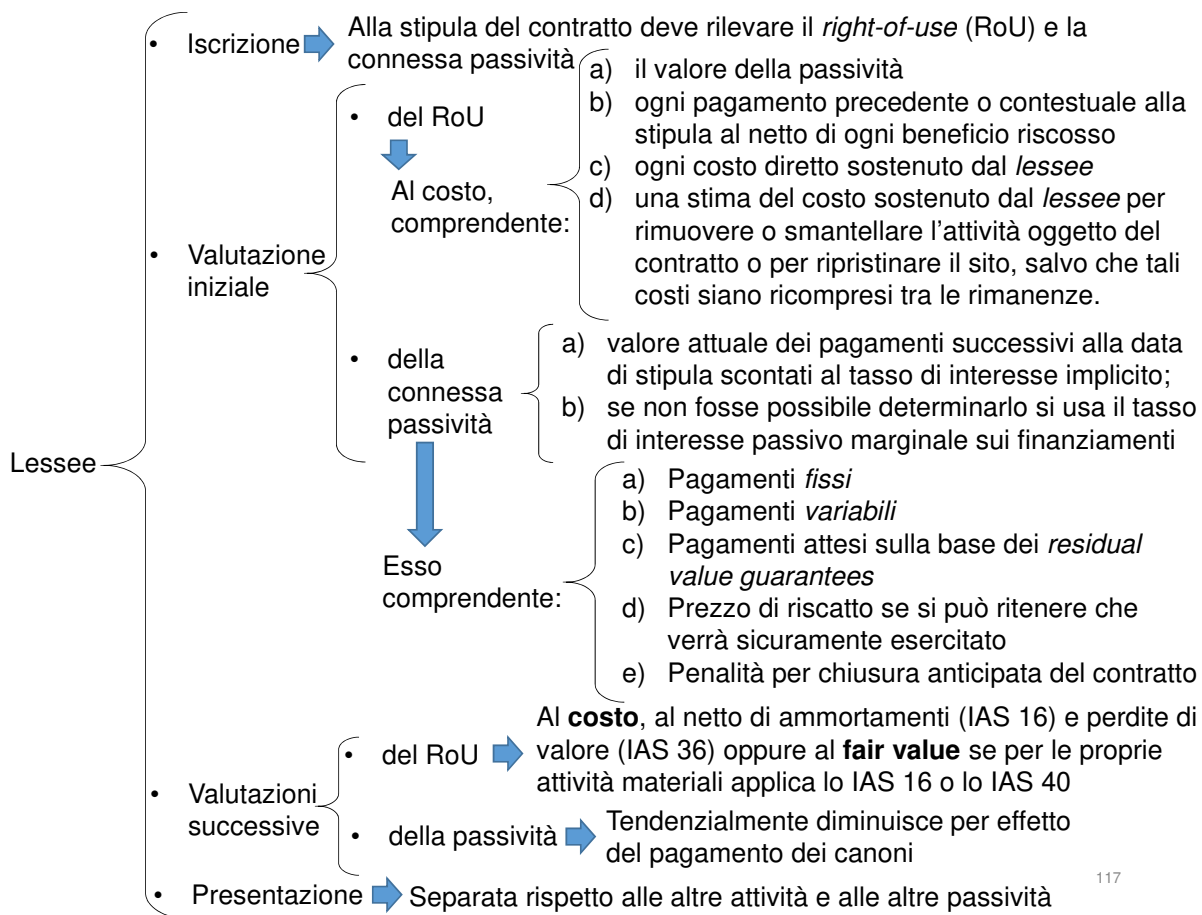 • Iscrizione
Alla stipula del contratto deve rilevare il right-of-use (RoU) e la
connessa passività
• Valutazione
iniziale
• del RoU
Al costo,
comprendente:
a) il valore della passività
b) ogni pagamento precedente o contestuale alla
stipula al netto di ogni beneficio riscosso
c) ogni costo diretto sostenuto dal lessee
d) una stima del costo sostenuto dal lessee per
rimuovere o smantellare l'attività oggetto del
contratto o per ripristinare il sito, salvo che tali
costi siano ricompresi tra le rimanenze.
• della
connessa
passività
a) valore attuale dei pagamenti successivi alla data
di stipula scontati al tasso di interesse implicito;
b) se non fosse possibile determinarlo si usa il tasso
di interesse passivo marginale sui finanziamenti
Lessee
Esso
comprendente:
a) Pagamenti fissi
b) Pagamenti variabili
c) Pagamenti attesi sulla base dei residual
value guarantees
d) Prezzo di riscatto se si può ritenere che
verrà sicuramente esercitato
e) Penalità per chiusura anticipata del contratto
• Valutazioni
successive
• del RoU
Al costo, al netto di ammortamenti (IAS 16) e perdite di
valore (IAS 36) oppure al fair value se per le proprie
attività materiali applica lo IAS 16 o lo IAS 40
• della passività
Tendenzialmente diminuisce per effetto
del pagamento dei canoni
• Presentazione
Separata rispetto alle altre attività e alle altre passività
117